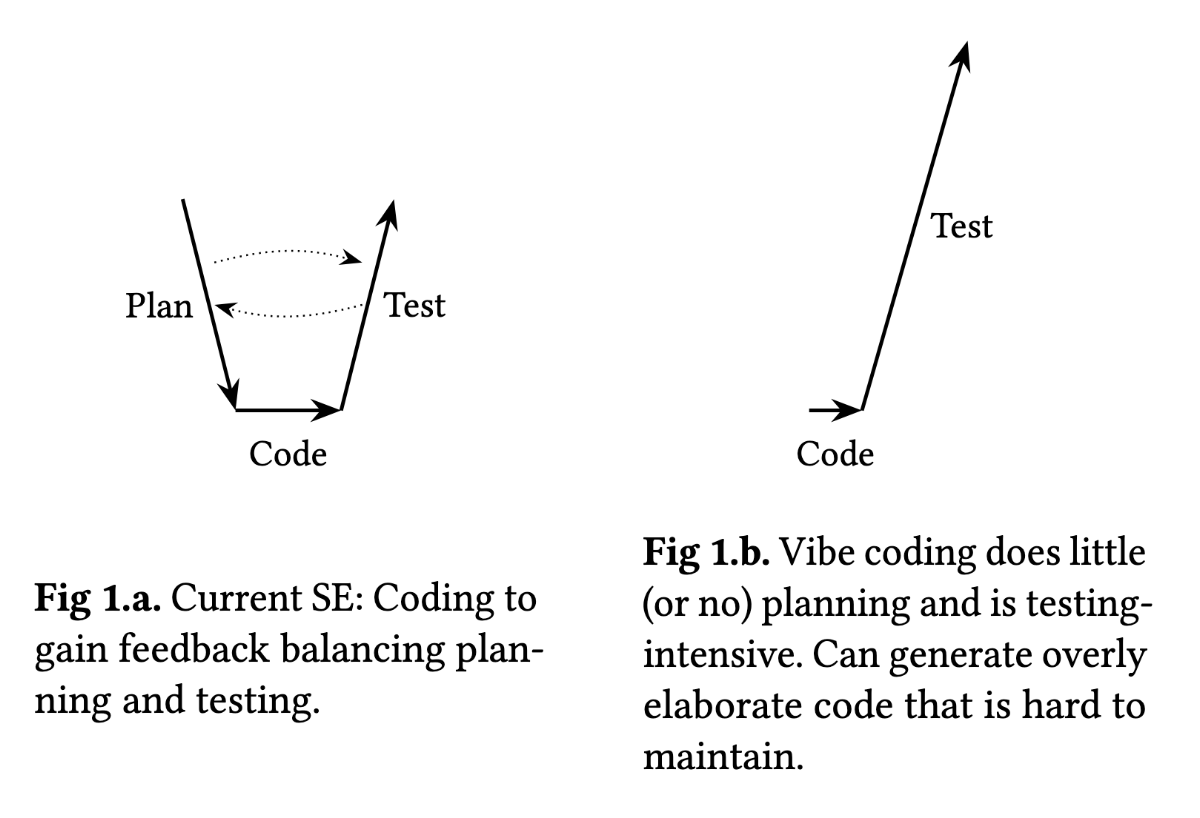 Plan
Test
Code
Fig 1.a. Current SE: Coding to
gain feedback balancing plan-
ning and testing.
Test
Code
Fig 1.b. Vibe coding does little
(or no) planning and is testing-
intensive. Can generate overly
elaborate code that is hard to
maintain.